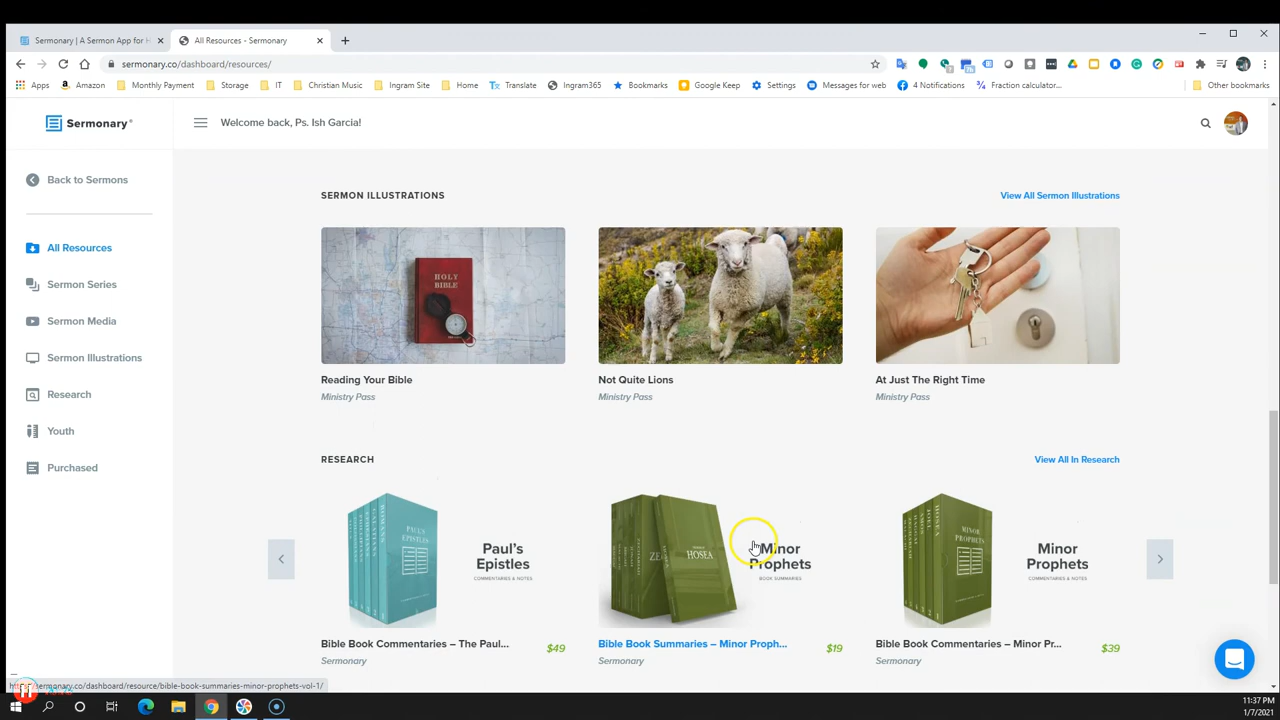 Sermonary | A Sermon App for H
All Resources - Sermonary
sermonary.co/dashboard/resources/
Apps Amazon Monthly Payment Storage IT Christian Music Ingram Site Home Translate Ingram365 Bookmarks Google Keep Settings Messages for web 4 Notifications Fraction calculator... Other bookmarks
Sermonary
Welcome back, Ps. Ish Garcia!
Back to Sermons
All Resources
Sermon Series
Sermon Media
Sermon Illustrations
Research
Youth
Purchased
SERMON ILLUSTRATIONS
View All Sermon Illustrations
HOLY
BIBLE
Reading Your Bible
Ministry Pass
Not Quite Lions
Ministry Pass
At Just The Right Time
Ministry Pass
RESEARCH
View All In Research
PAUL'S
EPISTLES
Paul's
Epistles
COMMENTARIES & NOTES
HOSEA
Minor
Prophets
BOOK SUMMARIES
MINOR
PROPHETS
Minor
Prophets
COMMENTARIES & NOTES
Bible Book Commentaries – The Paul...
$49
Sermonary
Bible Book Summaries – Minor Proph...
$19
Sermonary
Bible Book Commentaries – Minor Pr...
$39
Sermonary
sermonary.co/dashboard/resource/bible-book-summaries-minor-prophets-vol-1/
11:37 PM
1/7/2021